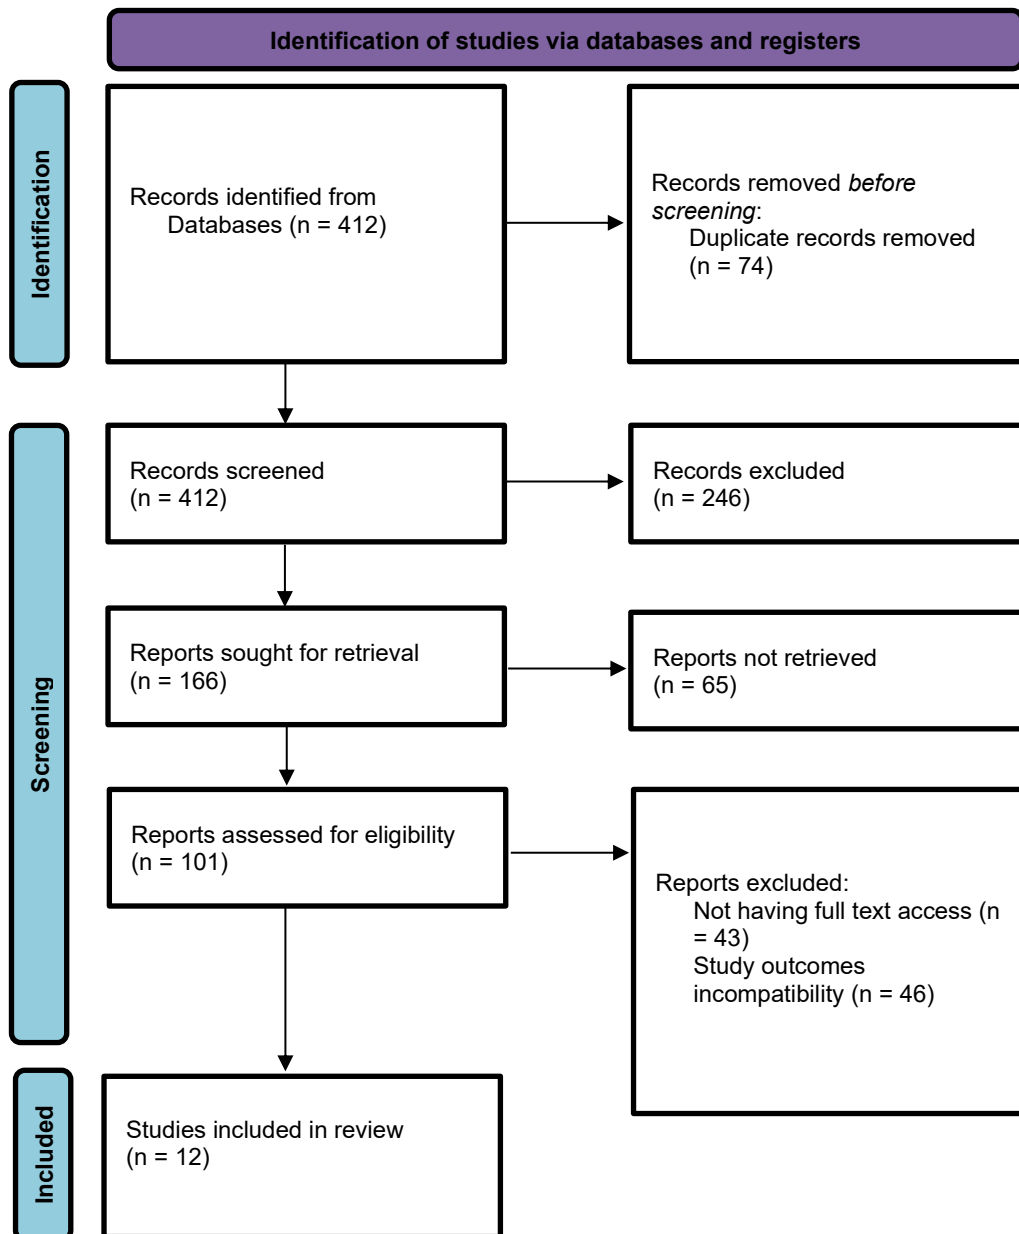 Identification of studies via databases and registers
Identification
Records identified from
Databases (n = 412)
Records removed before
screening:
Duplicate records removed
(n = 74)
Screening
Records screened
(n = 412)
Records excluded
(n = 246)
Reports sought for retrieval
(n = 166)
Reports not retrieved
(n = 65)
Reports assessed for eligibility
(n = 101)
Reports excluded:
Not having full text access (n
= 43)
Study outcomes
incompatibility (n = 46)
Included
Studies included in review
(n = 12)